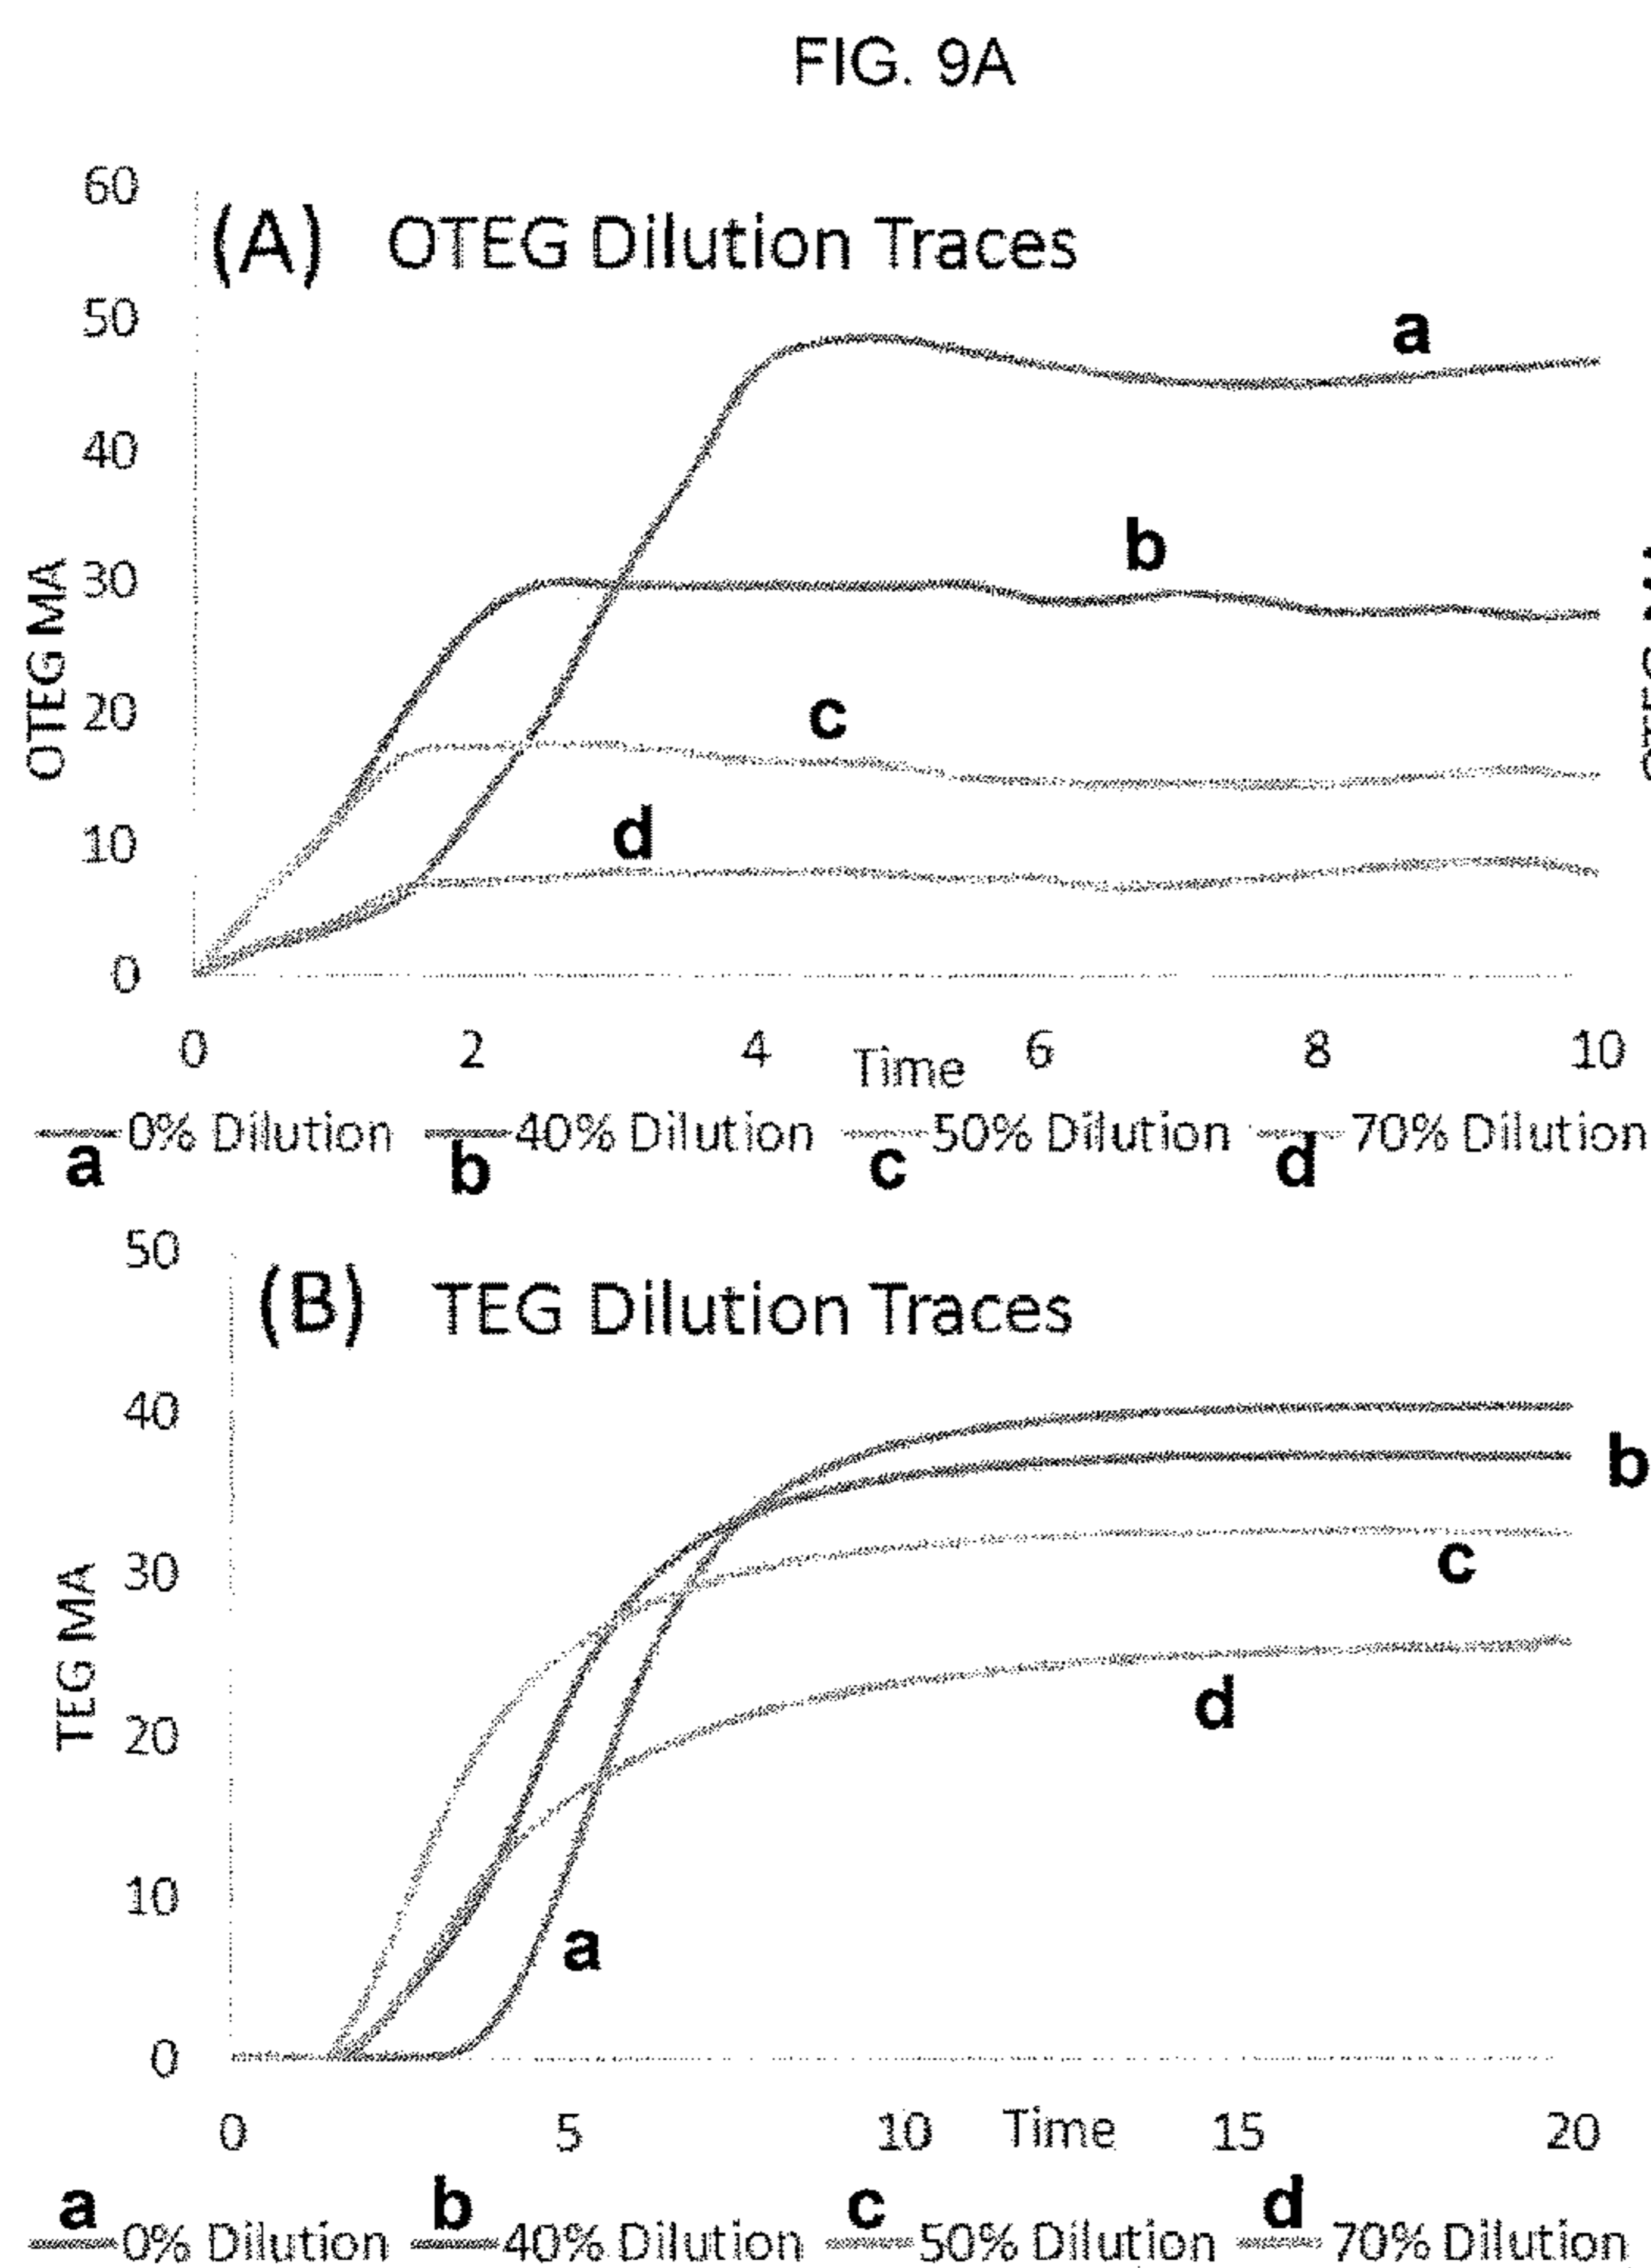 FIG. 9A
60
(A) OTEG Dilution Traces
50
a
40
b
30
OTEG MA
20
c
10
d
0
0 2 4 6 8 10
Time
0% Dilution 40% Dilution 50% Dilution 70% Dilution
a b c d
50
(B) TEG Dilution Traces
40
b
c
30
TEG MA
d
20
10
a
0
0 5 10 Time 15 20
a b c d
0% Dilution 40% Dilution 50% Dilution 70% Dilution